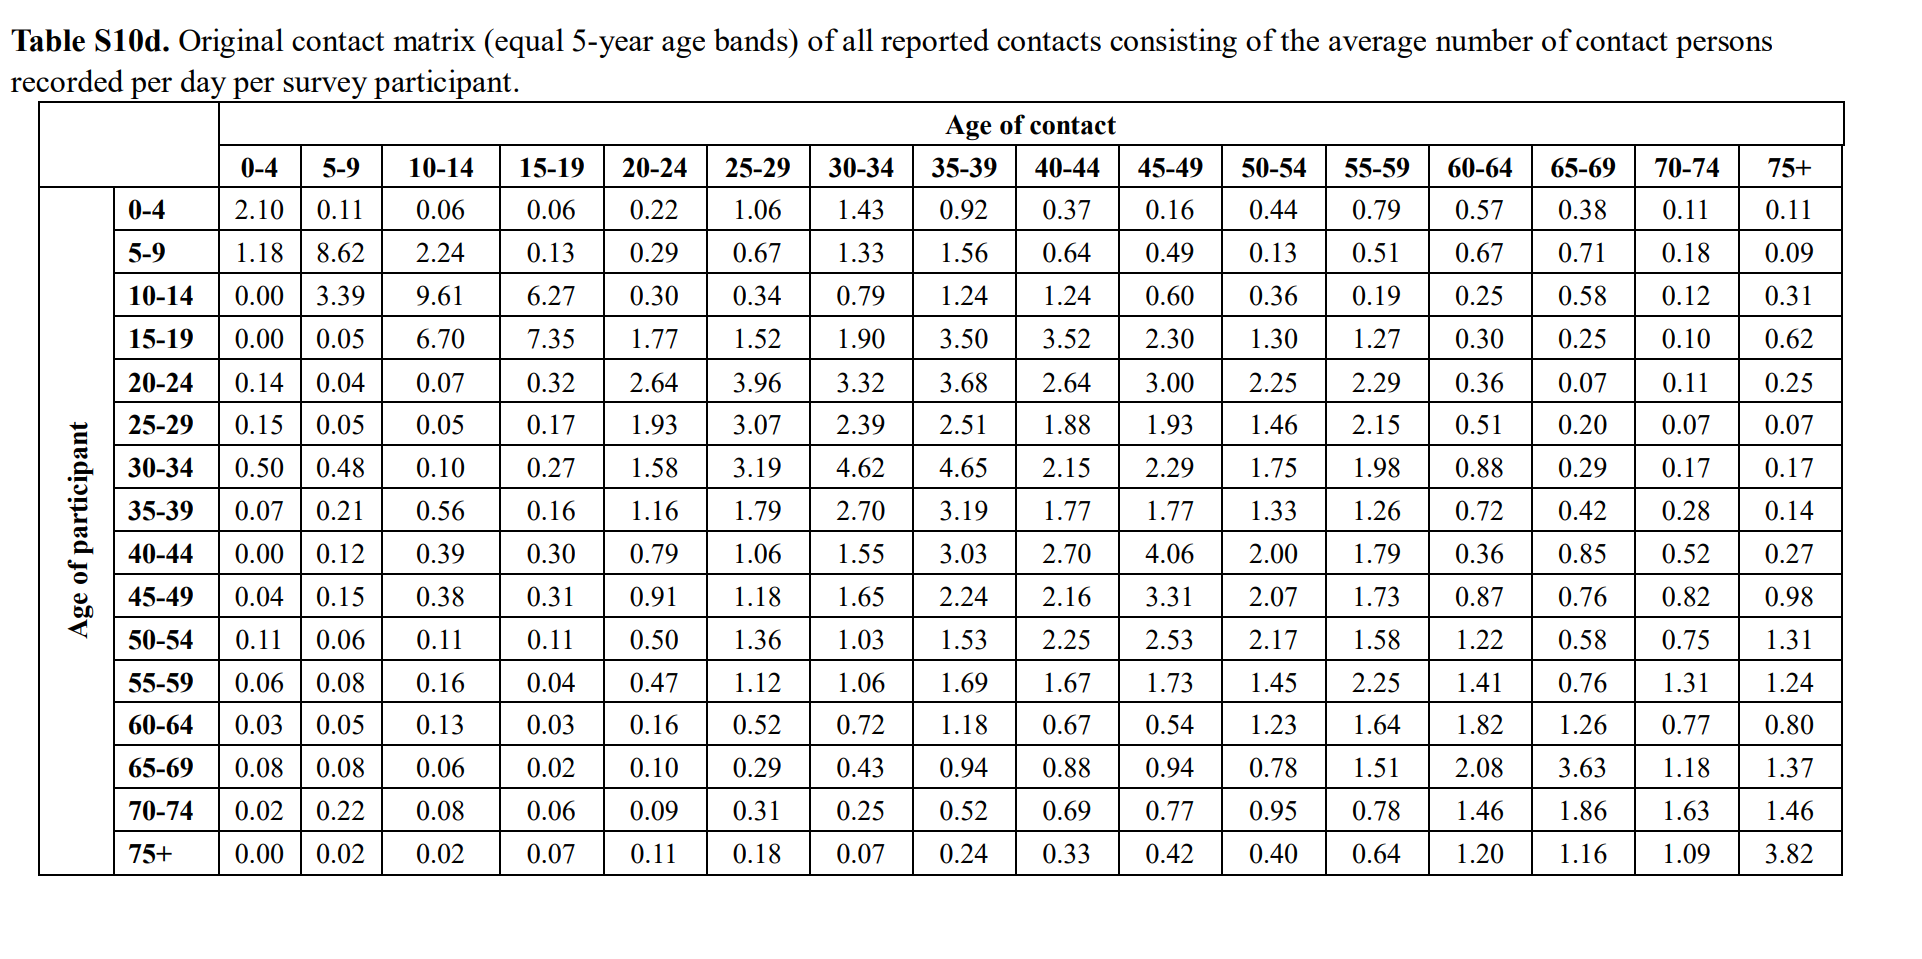 Table S10d. Original contact matrix (equal 5-year age bands) of all reported contacts consisting of the average number of contact persons
recorded per day per survey participant.
Age of contact
0-4 5-9 10-14 15-19 20-24 25-29 30-34 35-39 40-44 45-49 50-54 55-59 60-64 65-69 70-74 75+
Age of participant
0-4 2.10 0.11 0.06 0.06 0.22 1.06 1.43 0.92 0.37 0.16 0.44 0.79 0.57 0.38 0.11 0.11
5-9 1.18 8.62 2.24 0.13 0.29 0.67 1.33 1.56 0.64 0.49 0.13 0.51 0.67 0.71 0.18 0.09
10-14 0.00 3.39 9.61 6.27 0.30 0.34 0.79 1.24 1.24 0.60 0.36 0.19 0.25 0.58 0.12 0.31
15-19 0.00 0.05 6.70 7.35 1.77 1.52 1.90 3.50 3.52 2.30 1.30 1.27 0.30 0.25 0.10 0.62
20-24 0.14 0.04 0.07 0.32 2.64 3.96 3.32 3.68 2.64 3.00 2.25 2.29 0.36 0.07 0.11 0.25
25-29 0.15 0.05 0.05 0.17 1.93 3.07 2.39 2.51 1.88 1.93 1.46 2.15 0.51 0.20 0.07 0.07
30-34 0.50 0.48 0.10 0.27 1.58 3.19 4.62 4.65 2.15 2.29 1.75 1.98 0.88 0.29 0.17 0.17
35-39 0.07 0.21 0.56 0.16 1.16 1.79 2.70 3.19 1.77 1.77 1.33 1.26 0.72 0.42 0.28 0.14
40-44 0.00 0.12 0.39 0.30 0.79 1.06 1.55 3.03 2.70 4.06 2.00 1.79 0.36 0.85 0.52 0.27
45-49 0.04 0.15 0.38 0.31 0.91 1.18 1.65 2.24 2.16 3.31 2.07 1.73 0.87 0.76 0.82 0.98
50-54 0.11 0.06 0.11 0.11 0.50 1.36 1.03 1.53 2.25 2.53 2.17 1.58 1.22 0.58 0.75 1.31
55-59 0.06 0.08 0.16 0.04 0.47 1.12 1.06 1.69 1.67 1.73 1.45 2.25 1.41 0.76 1.31 1.24
60-64 0.03 0.05 0.13 0.03 0.16 0.52 0.72 1.18 0.67 0.54 1.23 1.64 1.82 1.26 0.77 0.80
65-69 0.08 0.08 0.06 0.02 0.10 0.29 0.43 0.94 0.88 0.94 0.78 1.51 2.08 3.63 1.18 1.37
70-74 0.02 0.22 0.08 0.06 0.09 0.31 0.25 0.52 0.69 0.77 0.95 0.78 1.46 1.86 1.63 1.46
75+ 0.00 0.02 0.02 0.07 0.11 0.18 0.07 0.24 0.33 0.42 0.40 0.64 1.20 1.16 1.09 3.82